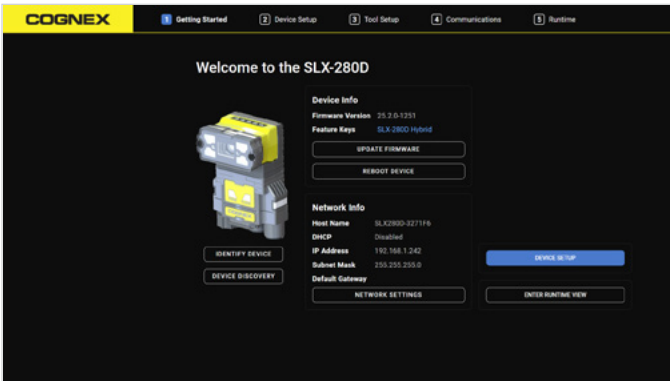 COGNEX
1 Getting Started
2 Device Setup
3 Tool Setup
4 Communications
5 Runtime
Welcome to the SLX-280D
Device Info
Firmware Version 25.2.0-1251
Feature Keys SLX-280D Hybrid
UPDATE FIRMWARE
REBOOT DEVICE
COGNEX
IDENTIFY DEVICE
DEVICE DISCOVERY
Network Info
Host Name SLX280D-3271F6
DHCP Disabled
IP Address 192.168.1.242
Subnet Mask 255.255.255.0
Default Gateway
NETWORK SETTINGS
DEVICE SETUP
ENTER RUNTIME VIEW